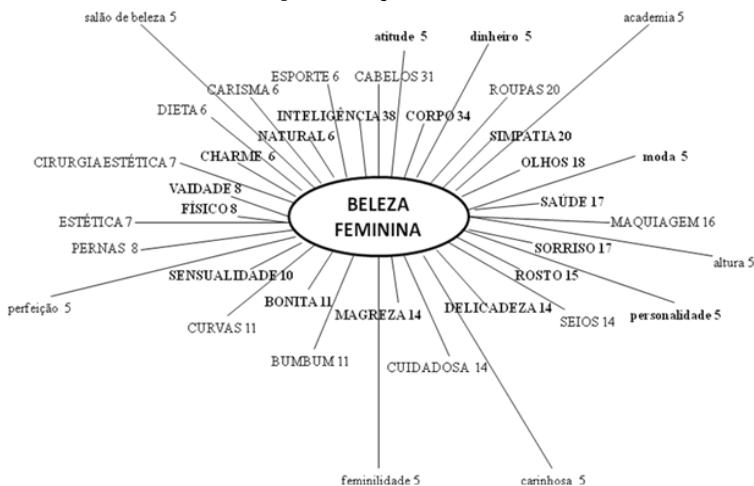 salão de beleza 5
atitude 5
dinheiro 5
academia 5
CARISMA 6
ESPORTE 6
CABELOS 31
ROUPAS 20
DIETA 6
INTELIGÊNCIA 38
CORPO 34
NATURAL 6
SIMPATIA 20
CIRURGIA ESTÉTICA 7
CHARME 6
OLHOS 18
moda 5
VAIDADE 8
SAÚDE 17
BELEZA
FEMININA
FÍSICO 8
ESTÉTICA 7
MAQUIAGEM 16
PERNAS 8
SORRISO 17
altura 5
SENSUALIDADE 10
ROSTO 15
perfeição 5
BONITA 11
MAGREZA 14
DELICADEZA 14
SEIOS 14
personalidade 5
CURVAS 11
BUMBUM 11
CUIDADOSA 14
feminilidade 5
carinhosa 5